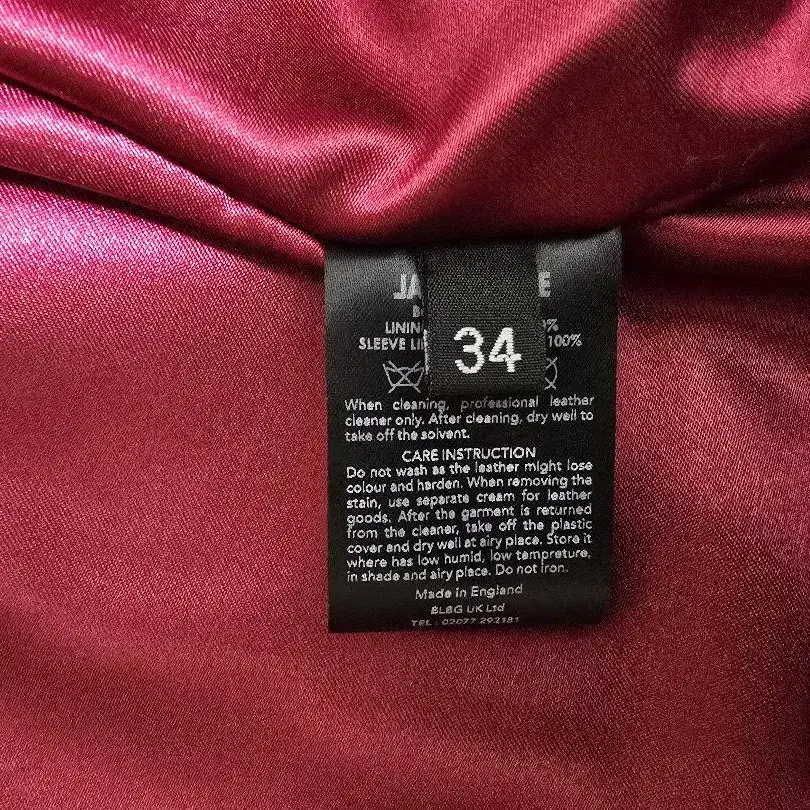 34
LINING
SLEEVE 100%
When cleaning, professional leather
cleaner only. After cleaning, dry well to
take off the solvent.
CARE INSTRUCTION
Do not wash as the leather might lose
colour and harden. When removing the
stain, use separate cream for leather
goods. After the garment is returned
from the cleaner, take off the plastic
cover and dry well at airy place. Store it
where has low humid, low tempreture,
in shade and airy place. Do not iron.
Made in England
BLBG UK Ltd
TEL : 02077 292181